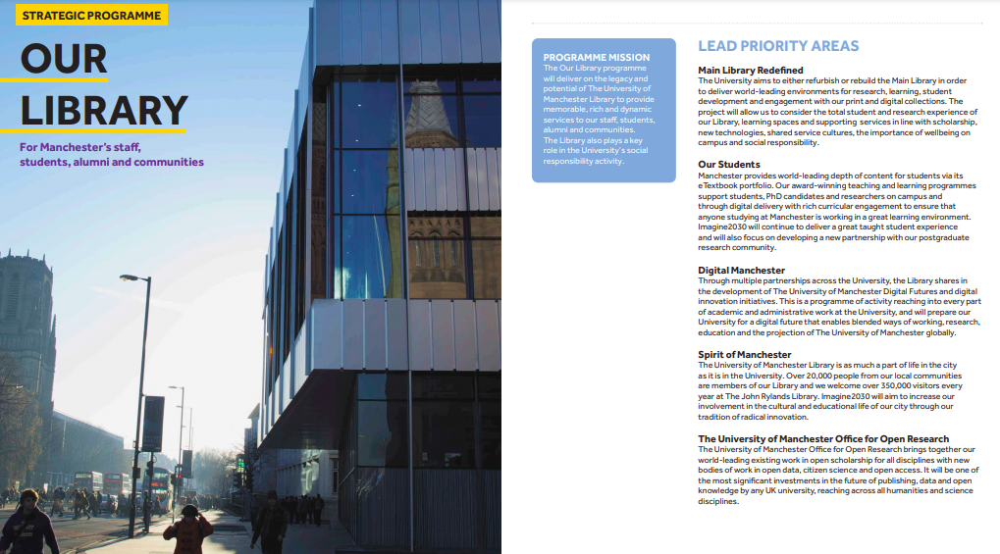 STRATEGIC PROGRAMME
OUR
LIBRARY
For Manchester's staff,
students, alumni and communities
PROGRAMME MISSION
The Our Library programme
will deliver on the legacy and
potential of The University of
Manchester Library to provide
memorable, rich and dynamic
services to our staff, students,
alumni and communities.
The Library also plays a key
role in the University's social
responsibility activity.
LEAD PRIORITY AREAS
Main Library Redefined
The University aims to either refurbish or rebuild the Main Library in order
to deliver world-leading environments for research, learning, student
development and engagement with our print and digital collections. The
project will allow us to consider the total student and research experience of
our Library, learning spaces and supporting services in line with scholarship,
new technologies, shared service cultures, the importance of wellbeing on
campus and social responsibility.
Our Students
Manchester provides world-leading depth of content for students via its
eTextbook portfolio. Our award-winning teaching and learning programmes
support students, PhD candidates and researchers on campus and
through digital delivery with rich curricular engagement to ensure that
anyone studying at Manchester is working in a great learning environment.
Imagine2030 will continue to deliver a great taught student experience
and will also focus on developing a new partnership with our postgraduate
research community.
Digital Manchester
Through multiple partnerships across the University, the Library shares in
the development of The University of Manchester Digital Futures and digital
innovation initiatives. This is a programme of activity reaching into every part
of academic and administrative work at the University, and will prepare our
University for a digital future that enables blended ways of working, research,
education and the projection of The University of Manchester globally.
Spirit of Manchester
The University of Manchester Library is as much a part of life in the city
as it is in the University. Over 20,000 people from our local communities
are members of our Library and we welcome over 350,000 visitors every
year at The John Rylands Library. Imagine2030 will aim to increase our
involvement in the cultural and educational life of our city through our
tradition of radical innovation.
The University of Manchester Office for Open Research
The University of Manchester Office for Open Research brings together our
world-leading existing work in open scholarship for all disciplines with new
bodies of work in open data, citizen science and open access. It will be one of
the most significant investments in the future of publishing, data and open
knowledge by any UK university, reaching across all humanities and science
disciplines.